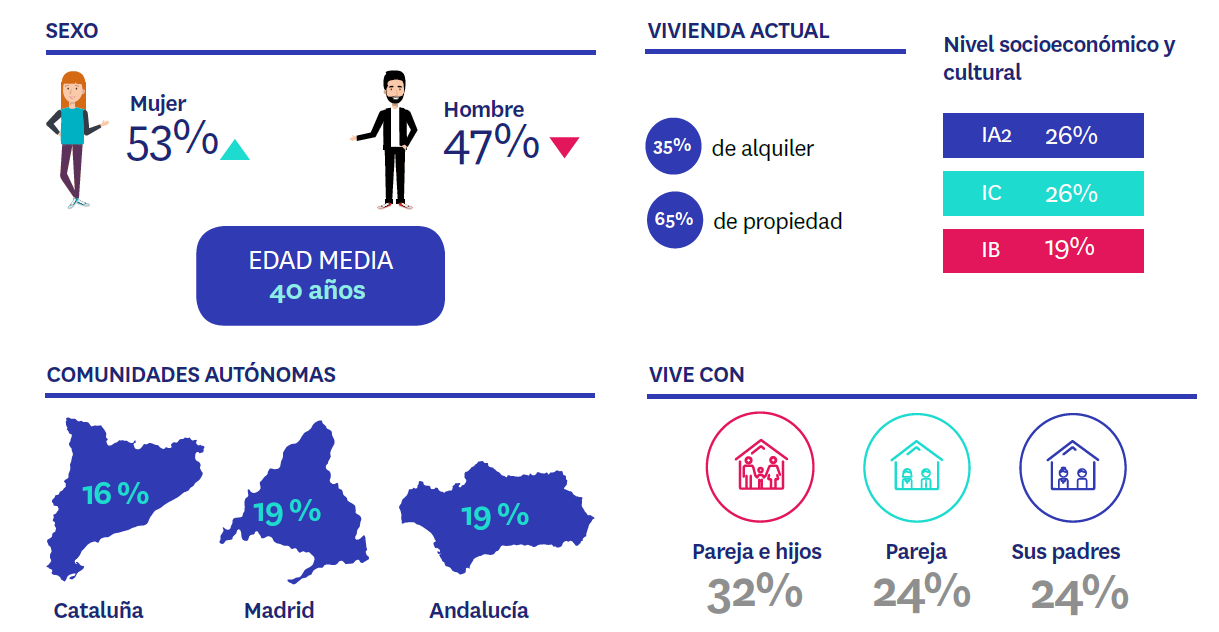 SEXO
Mujer
53%
Hombre
47%
EDAD MEDIA
40 años
VIVIENDA ACTUAL
35% de alquiler
65% de propiedad
Nivel socioeconómico y
cultural
IA2 26%
IC 26%
IB 19%
COMUNIDADES AUTÓNOMAS
16 %
19 %
19 %
Cataluña
Madrid
Andalucía
VIVE CON
Pareja e hijos
32%
Pareja
24%
Sus padres
24%